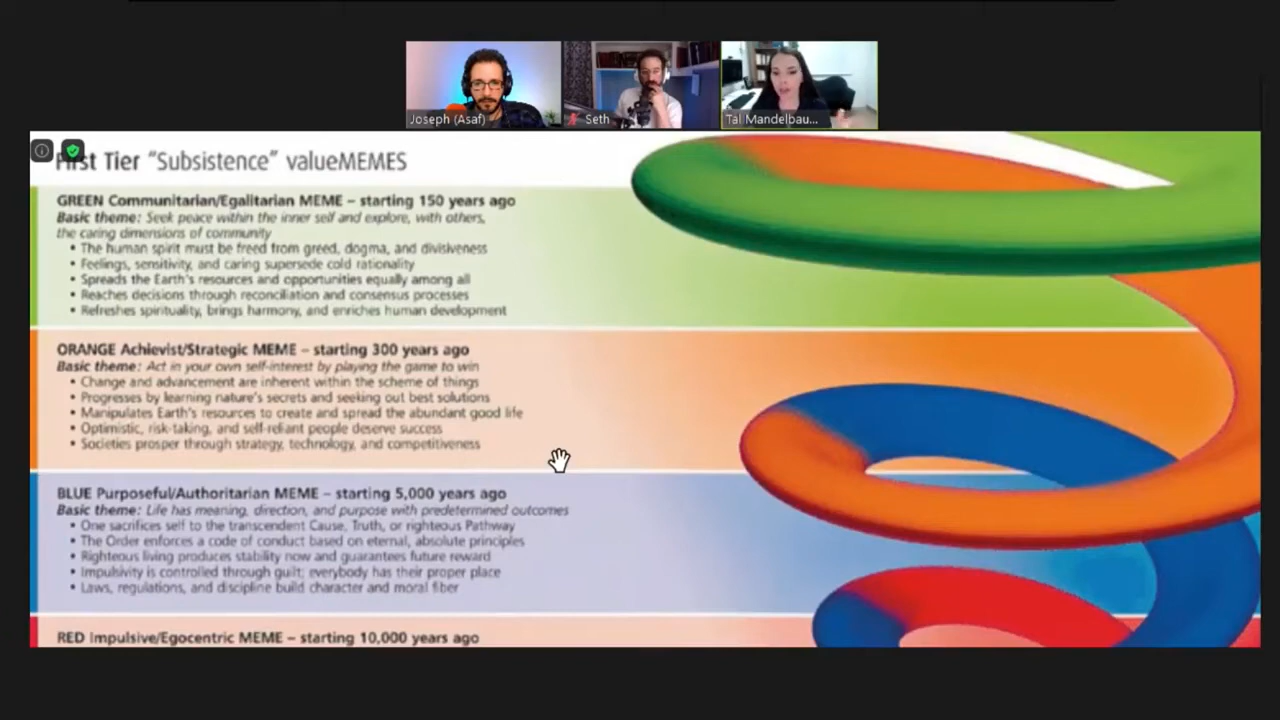 Joseph (Asaf)
Seth
Tal Mandelbau...
First Tier “Subsistence” valueMEMES
GREEN Communitarian/Egalitarian MEME – starting 150 years ago
Basic theme: Seek peace within the inner self and explore, with others,
the caring dimensions of community
• The human spirit must be freed from greed, dogma, and divisiveness
• Feelings, sensitivity, and caring supersede cold rationality
• Spreads the Earth's resources and opportunities equally among all
• Reaches decisions through reconciliation and consensus processes
• Refreshes spirituality, brings harmony, and enriches human development
ORANGE Achievist/Strategic MEME – starting 300 years ago
Basic theme: Act in your own self-interest by playing the game to win
• Change and advancement are inherent within the scheme of things
• Progresses by learning nature's secrets and seeking out best solutions
• Manipulates Earth's resources to create and spread the abundant good life
• Optimistic, risk-taking, and self-reliant people deserve success
• Societies prosper through strategy, technology, and competitiveness
BLUE Purposeful/Authoritarian MEME – starting 5,000 years ago
Basic theme: Life has meaning, direction, and purpose with predetermined outcomes
• One sacrifices self to the transcendent Cause, Truth, or righteous Pathway
• The Order enforces a code of conduct based on eternal, absolute principles
• Righteous living produces stability now and guarantees future reward
• Impulsivity is controlled through guilt; everybody has their proper place
• Laws, regulations, and discipline build character and moral fiber
RED Impulsive/Egocentric MEME – starting 10,000 years ago